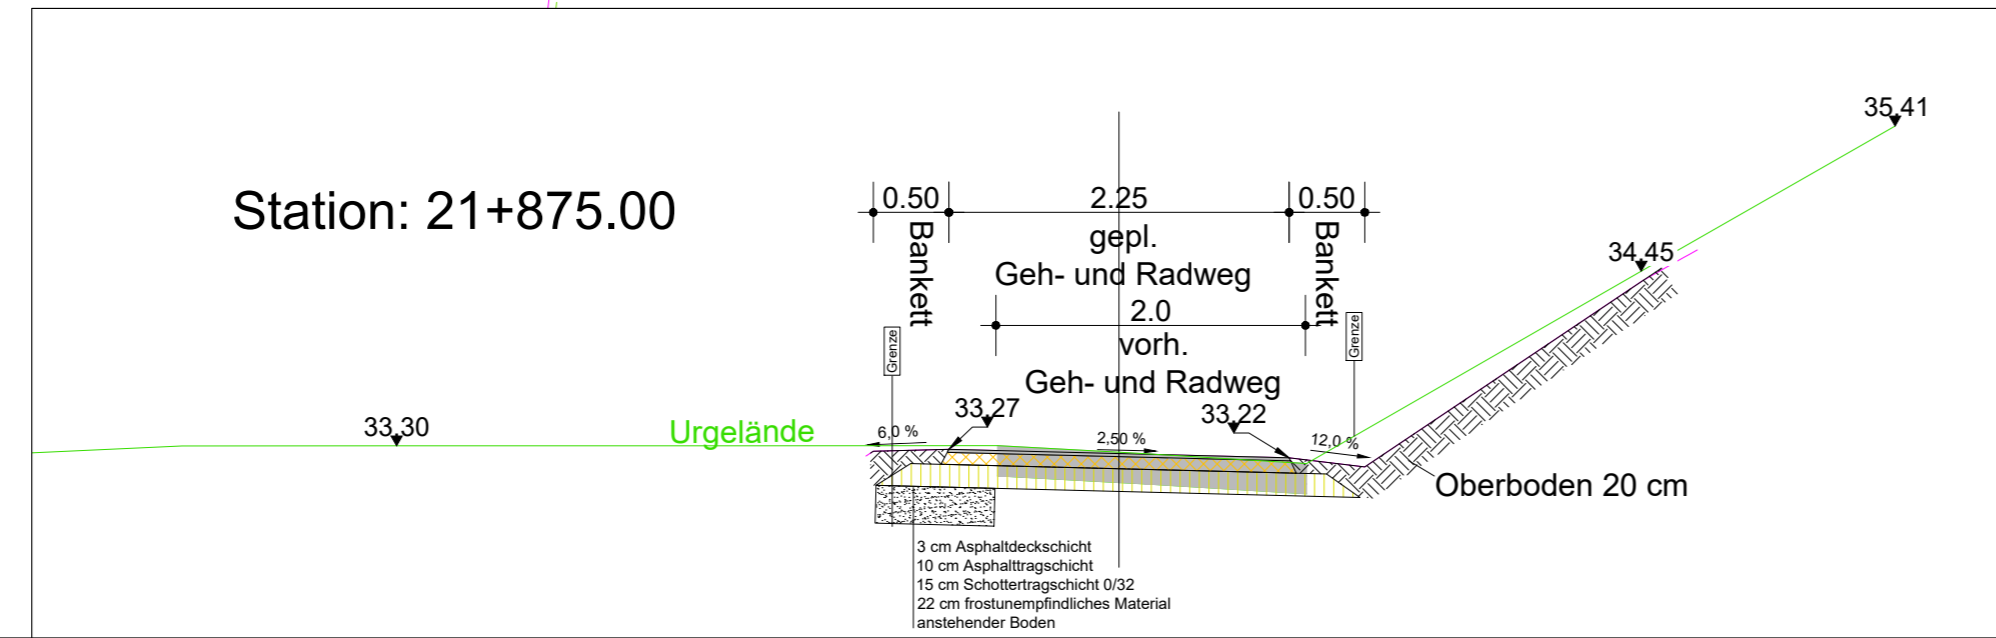 35,41
Station: 21+875.00
0.50
2.25
0.50
Bankett
gepl.
Geh- und Radweg
Bankett
34,45
2.0
vorh.
Geh- und Radweg
Grenze
Grenze
33,30
Urgelände
33,27
33,22
6,0 %
2,50 %
12,0 %
Oberboden 20 cm
3 cm Asphaltdeckschicht
10 cm Asphalttragschicht
15 cm Schottertragschicht 0/32
22 cm frostunempfindliches Material
anstehender Boden